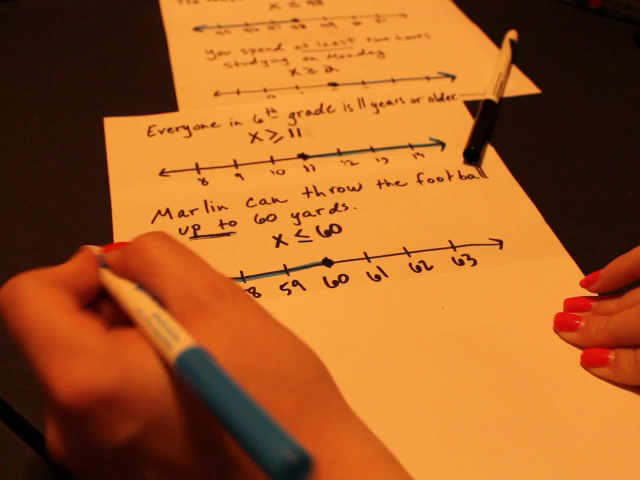 x ≤ 98
You spend at least two hours
studying on Monday.
x ≥ 2
Everyone in 6th grade is 11 years or older.
x ≥ 11
8 9 10 11 12 13 14
Marlin can throw the football
up to 60 yards.
x ≤ 60
59 60 61 62 63